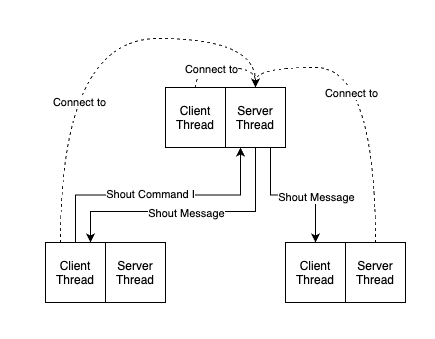 Connect to
Connect to
Connect to
Client
Thread
Server
Thread
Shout Command I
Shout Message
Shout Message
Client
Thread
Server
Thread
Client
Thread
Server
Thread